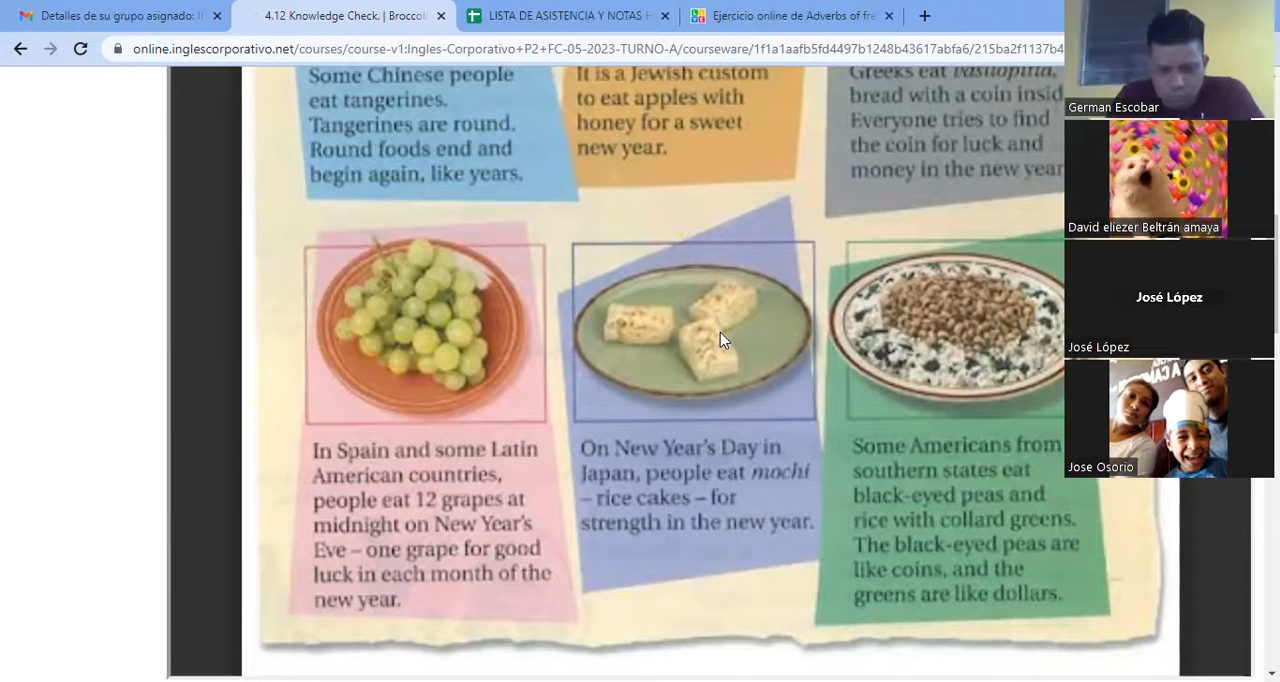 Detalles de su grupo asignado: I
4.12 Knowledge Check | Broccoli
LISTA DE ASISTENCIA Y NOTAS
Ejercicio online de Adverbs of fre
online.inglescorporativo.net/courses/course-v1:Ingles-Corporativo+P2+FC-05-2023-TURNO-A/courseware/1f1a1aafb5fd4497b1248b43617abfa6/215ba2f1137b4
Some Chinese people
eat tangerines.
Tangerines are round.
Round foods end and
begin again, like years.
It is a Jewish custom
to eat apples with
honey for a sweet
new year.
Greeks eat vasilopitta,
bread with a coin insid
Everyone tries to find
the coin for luck and
money in the new year
In Spain and some Latin
American countries,
people eat 12 grapes at
midnight on New Year's
Eve – one grape for good
luck in each month of the
new year.
On New Year's Day in
Japan, people eat mochi
– rice cakes – for
strength in the new year.
Some Americans from
southern states eat
black-eyed peas and
rice with collard greens.
The black-eyed peas are
like coins, and the
greens are like dollars.
German Escobar
David eliezer Beltrán amaya
José López
José López
Jose Osorio